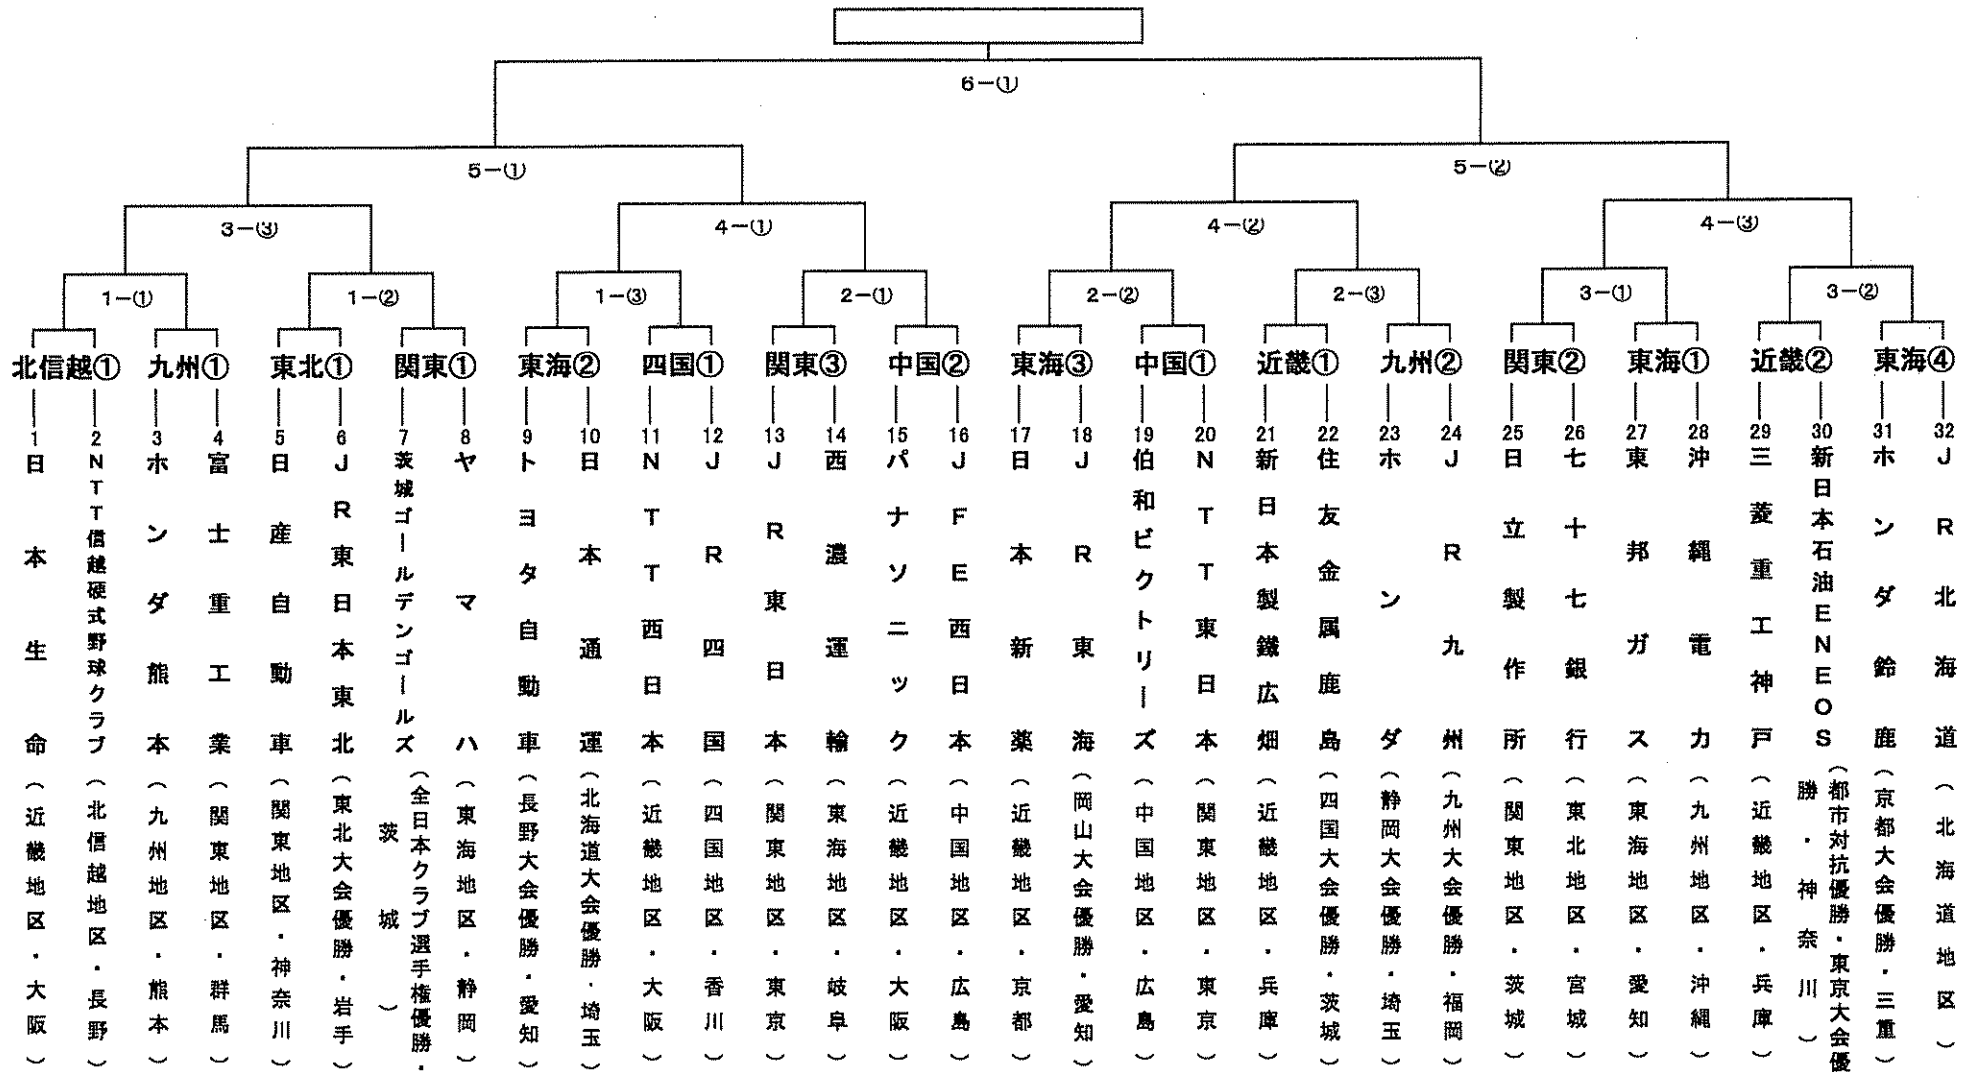 6－①
5－①
5－②
3－③
4－①
4－②
4－③
1－①
1－②
1－③
2－①
2－②
2－③
3－①
3－②
北信越①
九州①
東北①
関東①
東海②
四国①
関東③
中国②
東海③
中国①
近畿①
九州②
関東②
東海①
近畿②
東海④
1
日本生命
（近畿地区・大阪）
2
NTT信越硬式野球クラブ
（北信越地区・長野）
3
ホンダ熊本
（九州地区・熊本）
4
富士重工業
（関東地区・群馬）
5
日産自動車
（関東地区・神奈川）
6
JR東日本東北
（東北大会優勝・岩手）
7
茨城ゴールデンゴールズ
（全日本クラブ選手権優勝・
茨城）
8
ヤマハ
（東海地区・静岡）
9
トヨタ自動車
（長野大会優勝・愛知）
10
日本通運
（北海道大会優勝・埼玉）
11
NTT西日本
（近畿地区・大阪）
12
JR四国
（四国地区・香川）
13
JR東日本
（関東地区・東京）
14
西濃運輸
（東海地区・岐阜）
15
パナソニック
（近畿地区・大阪）
16
JFE西日本
（中国地区・広島）
17
日本新薬
（近畿地区・京都）
18
JR東海
（岡山大会優勝・愛知）
19
伯和ビクトリーズ
（中国地区・広島）
20
NTT東日本
（関東地区・東京）
21
新日本製鐵広畑
（近畿地区・兵庫）
22
住友金属鹿島
（四国大会優勝・茨城）
23
ホンダ
（静岡大会優勝・埼玉）
24
JR九州
（九州大会優勝・福岡）
25
日立製作所
（関東地区・茨城）
26
七十七銀行
（東北地区・宮城）
27
東邦ガス
（東海地区・愛知）
28
沖縄電力
（九州地区・沖縄）
29
三菱重工神戸
（近畿地区・兵庫）
30
新日本石油ENEOS
（都市対抗優勝・東京大会優
勝・神奈川）
31
ホンダ鈴鹿
（京都大会優勝・三重）
32
JR北海道
（北海道地区）